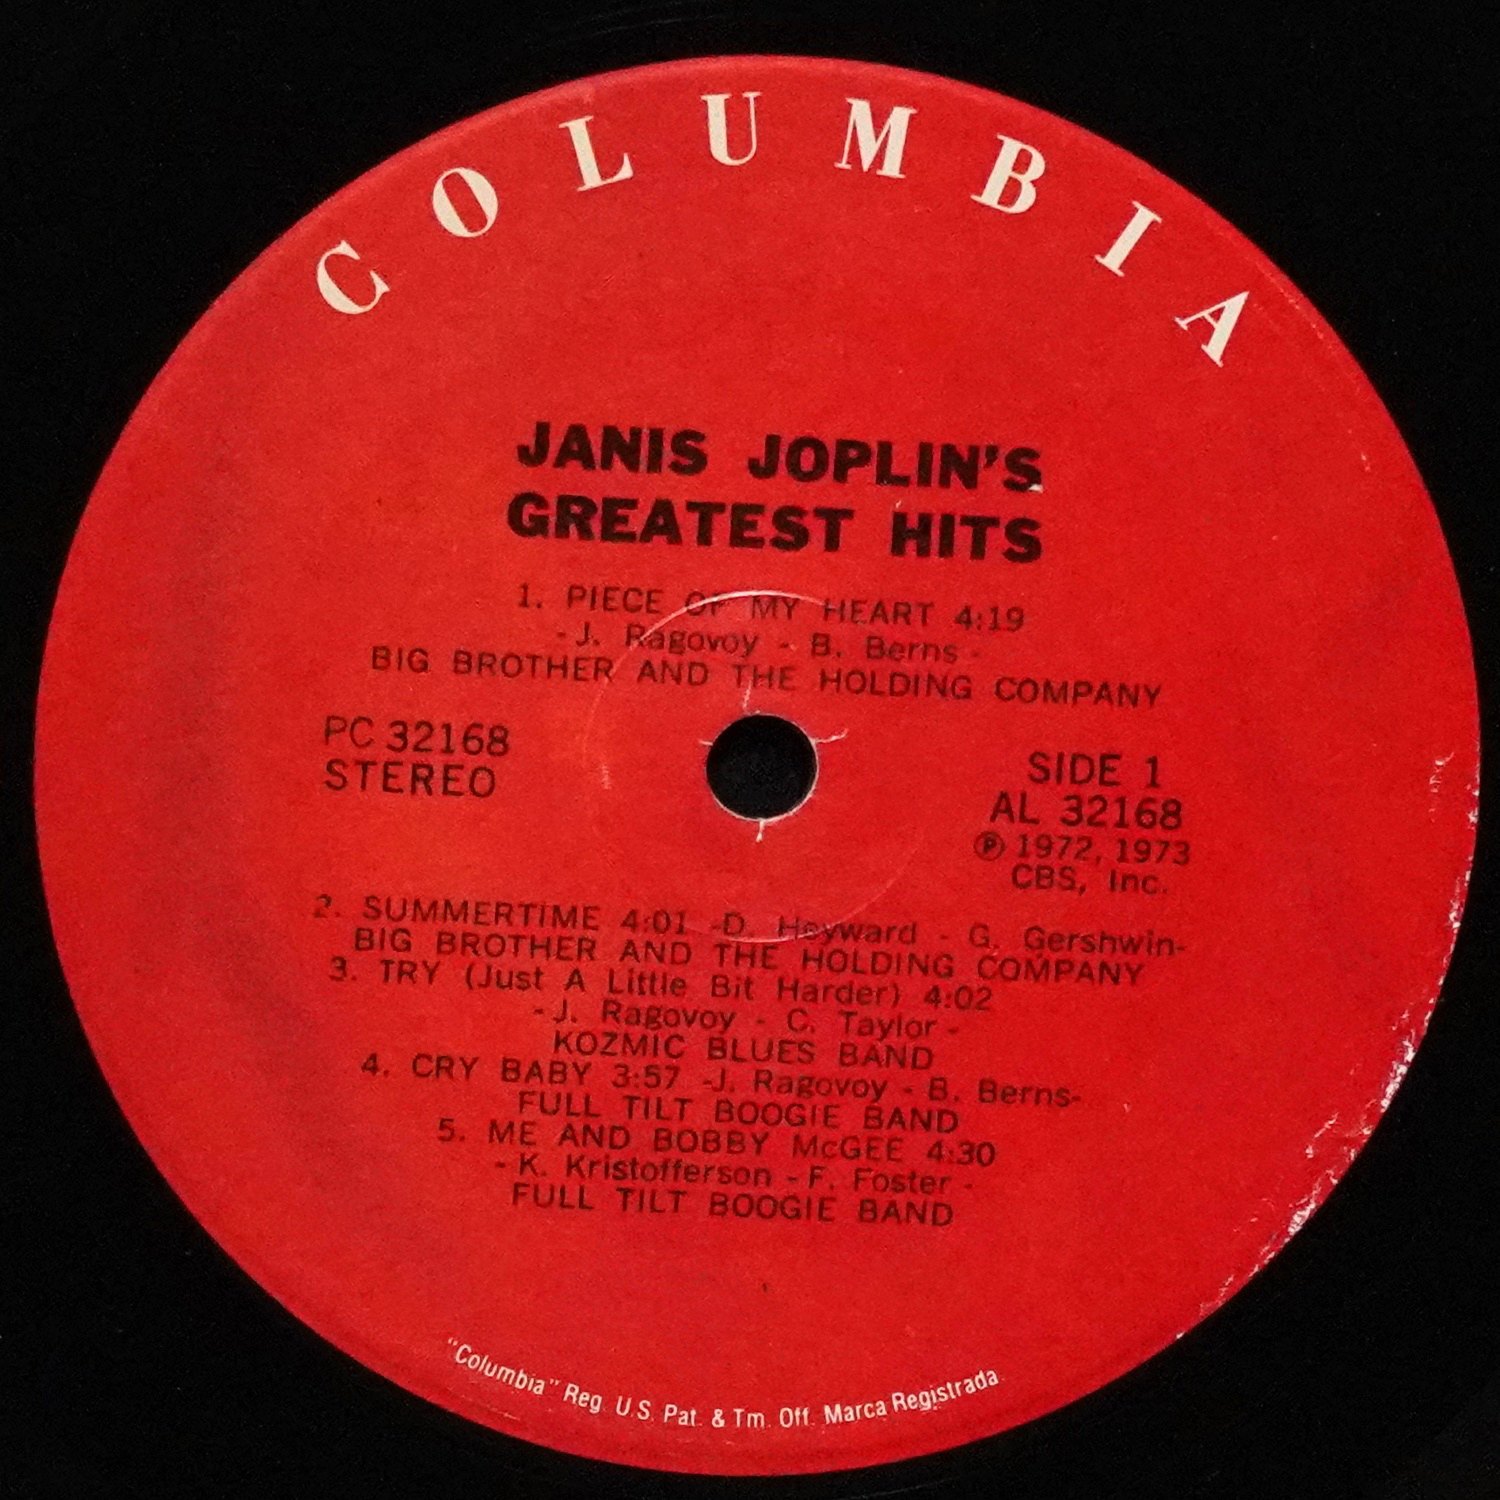 COLUMBIA
JANIS JOPLIN'S
GREATEST HITS
1. PIECE OF MY HEART 4:19
-J. Ragovoy - B. Berns -
BIG BROTHER AND THE HOLDING COMPANY
PC 32168
STEREO
SIDE 1
AL 32168
Ⓟ 1972, 1973
CBS, Inc.
2. SUMMERTIME 4:01 -D. Heyward - G. Gershwin-
BIG BROTHER AND THE HOLDING COMPANY
3. TRY (Just A Little Bit Harder) 4:02
-J. Ragovoy - C. Taylor -
KOZMIC BLUES BAND
4. CRY BABY 3:57 -J. Ragovoy - B. Berns-
FULL TILT BOOGIE BAND
5. ME AND BOBBY McGEE 4:30
- K. Kristofferson - F. Foster -
FULL TILT BOOGIE BAND
"Columbia" Reg. U.S. Pat. & Tm. Off. Marca Registrada.